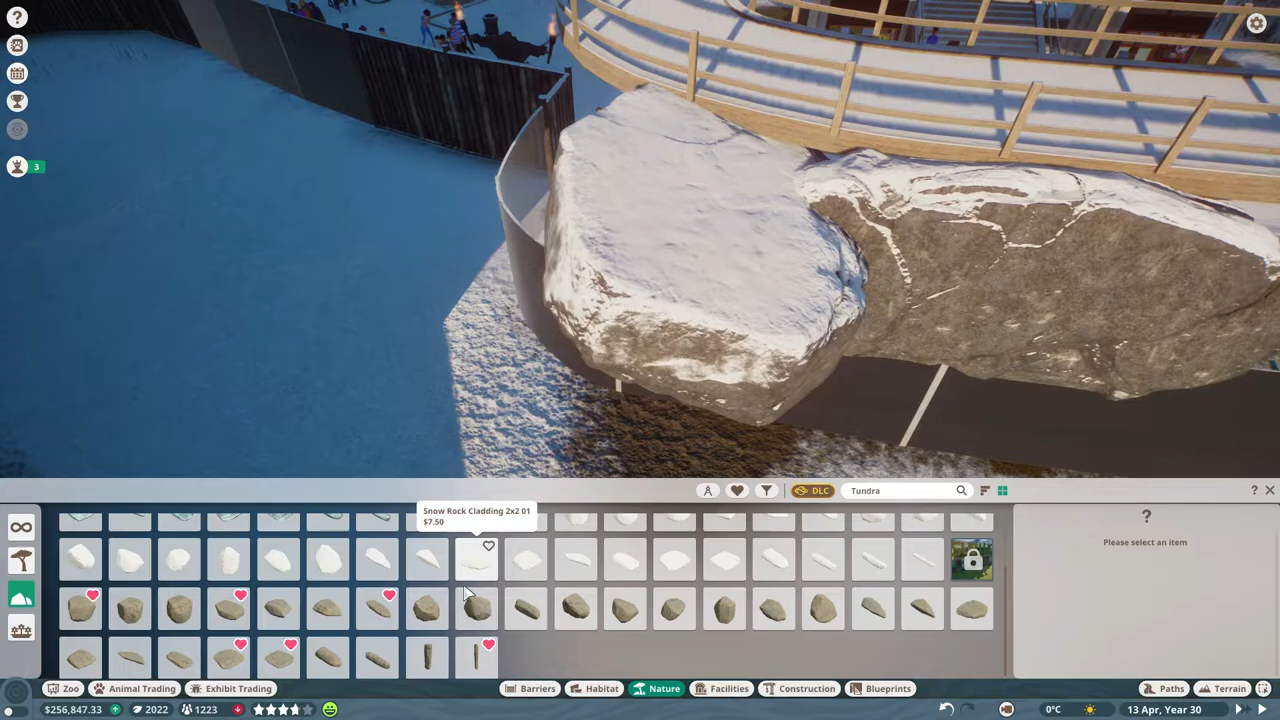 3
DLC
Tundra
?
Snow Rock Cladding 2x2 01
$7.50
?
Please select an item
Zoo
Animal Trading
Exhibit Trading
Barriers
Habitat
Nature
Facilities
Construction
Blueprints
Paths
Terrain
$256,847.33
2022
1223
0°C
13 Apr, Year 30